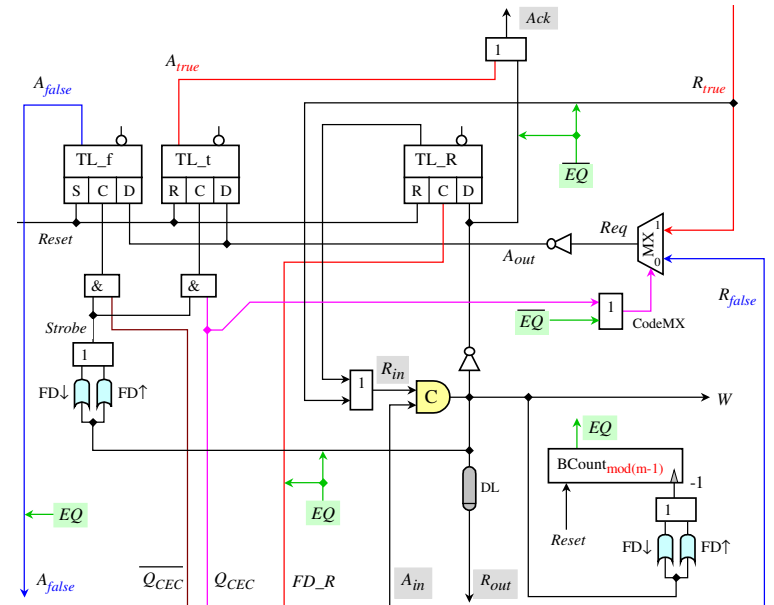 Ack
1
A_true
A_false
R_true
TL_f
TL_t
TL_R
S C D
R C D
R C D
EQ
Reset
Req
A_out
MX
1
0
&
&
R_false
Strobe
EQ
1
CodeMX
1
R_in
1
C
W
FD↓
FD↑
EQ
BCount_mod(m-1)
-1
DL
EQ
EQ
1
Reset
FD↓
FD↑
A_false
Q_CEC
Q_CEC
FD_R
A_in
R_out